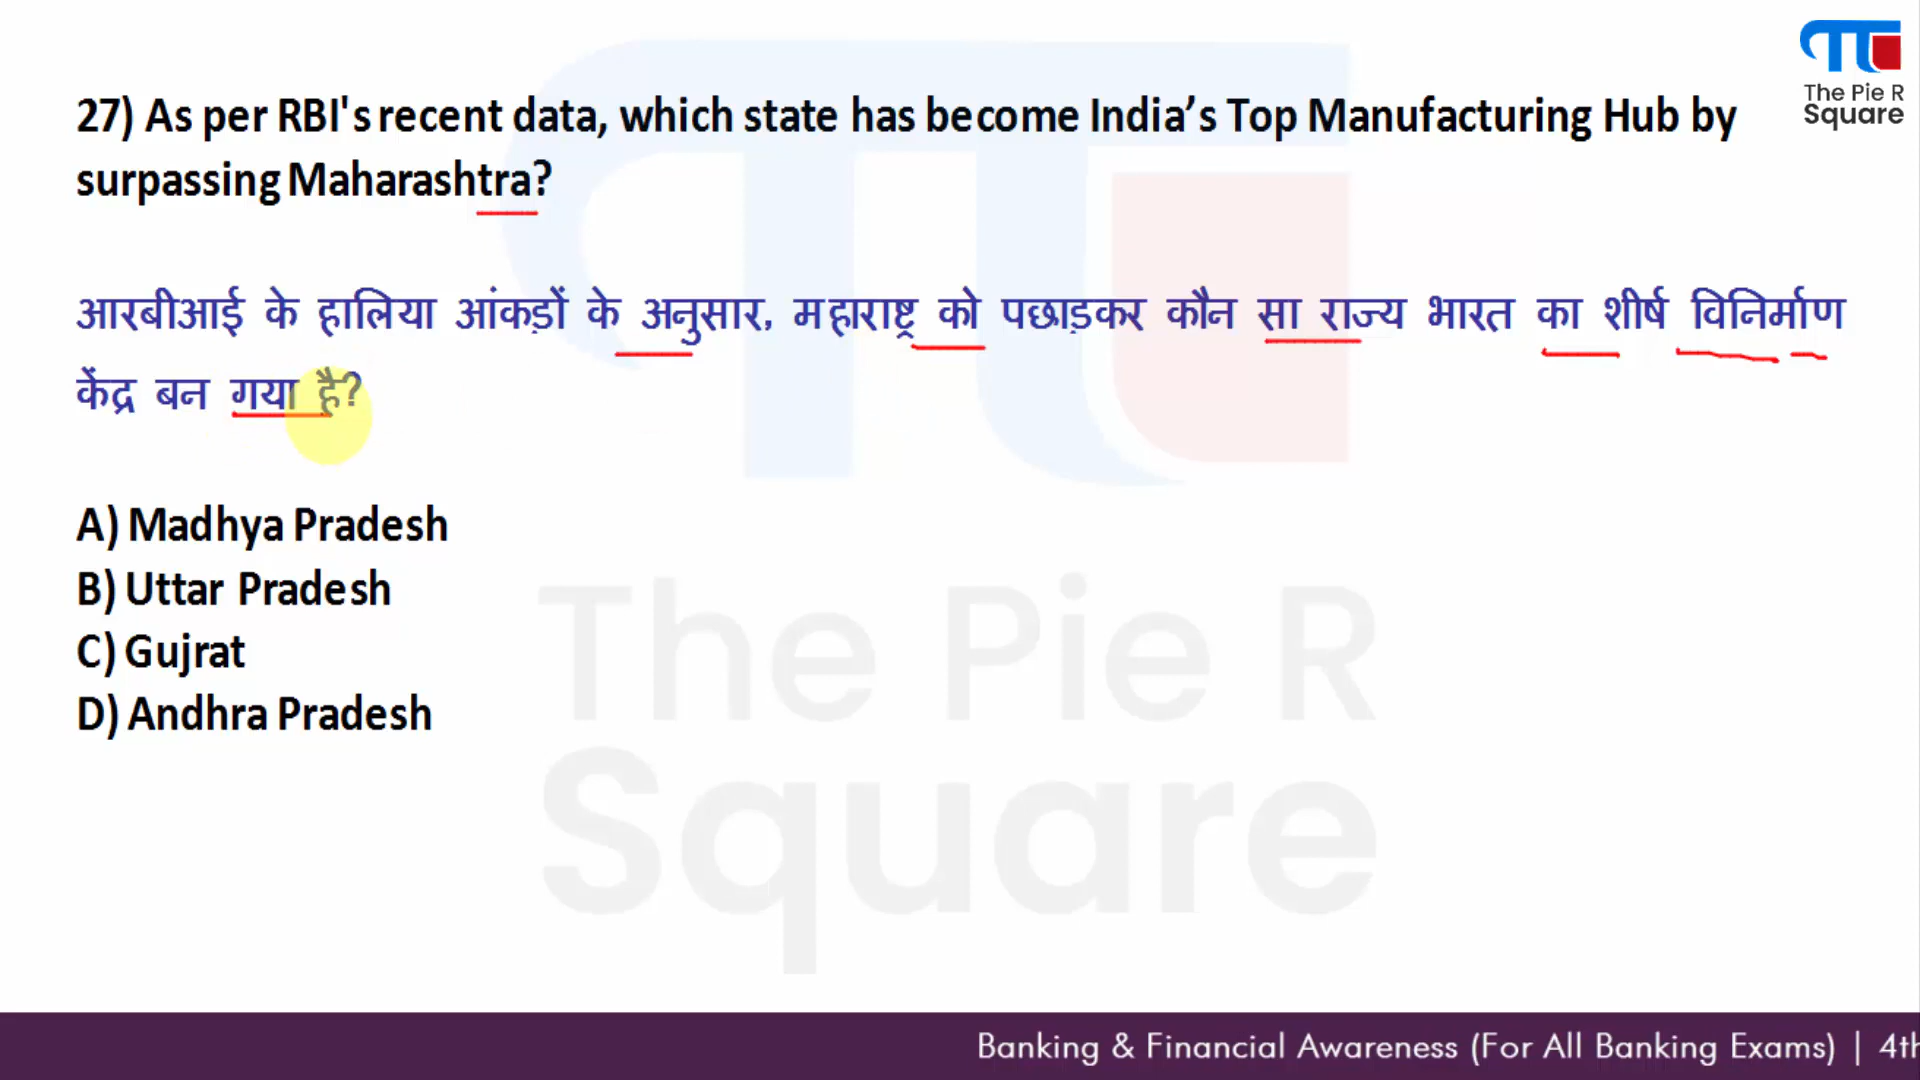 The Pie R
Square
27) As per RBI's recent data, which state has become India’s Top Manufacturing Hub by
surpassing Maharashtra?
आरबीआई के हालिया आंकड़ों के अनुसार, महाराष्ट्र को पछाड़कर कौन सा राज्य भारत का शीर्ष विनिर्माण
केंद्र बन गया है?
A) Madhya Pradesh
B) Uttar Pradesh
C) Gujrat
D) Andhra Pradesh
The Pie R
Square
Banking & Financial Awareness (For All Banking Exams) | 4th